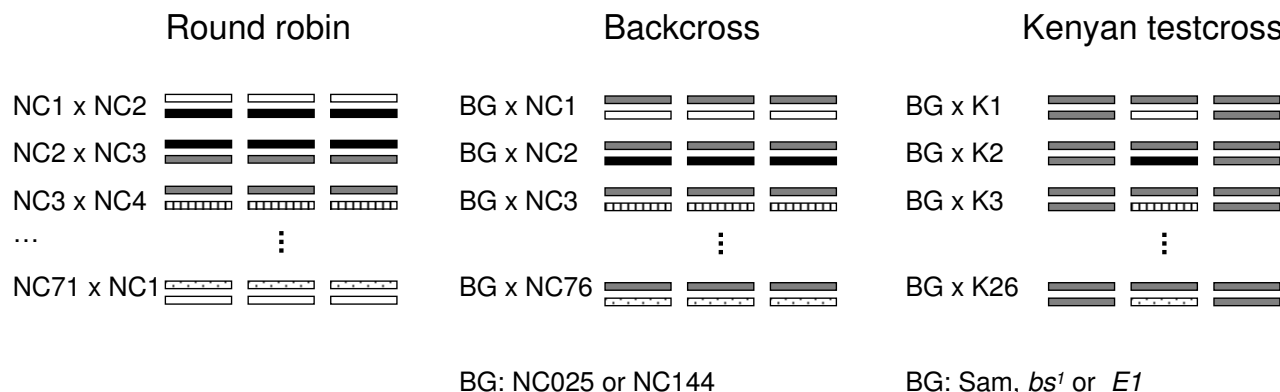 Round robin
NC1 x NC2
NC2 x NC3
NC3 x NC4
...
NC71 x NC1
Backcross
BG x NC1
BG x NC2
BG x NC3
BG x NC76
BG: NC025 or NC144
Kenyan testcross
BG x K1
BG x K2
BG x K3
BG x K26
BG: Sam, bs¹ or E1